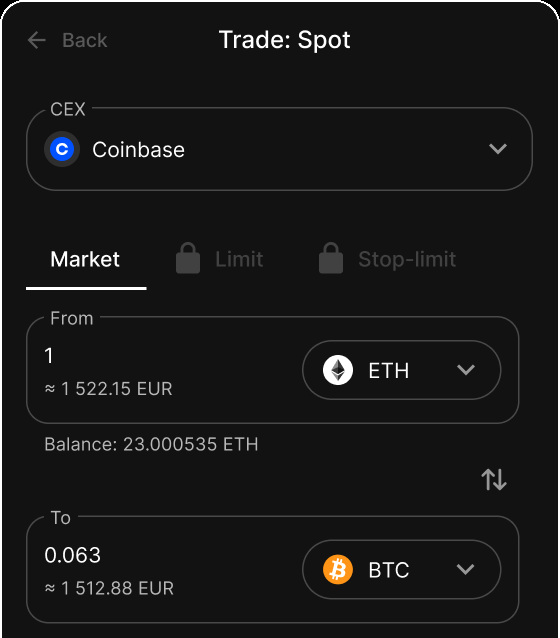 Back
Trade: Spot
CEX
C Coinbase
Market Limit Stop-limit
From
1
≈ 1 522.15 EUR
ETH
Balance: 23.000535 ETH
To
0.063
≈ 1 512.88 EUR
BTC